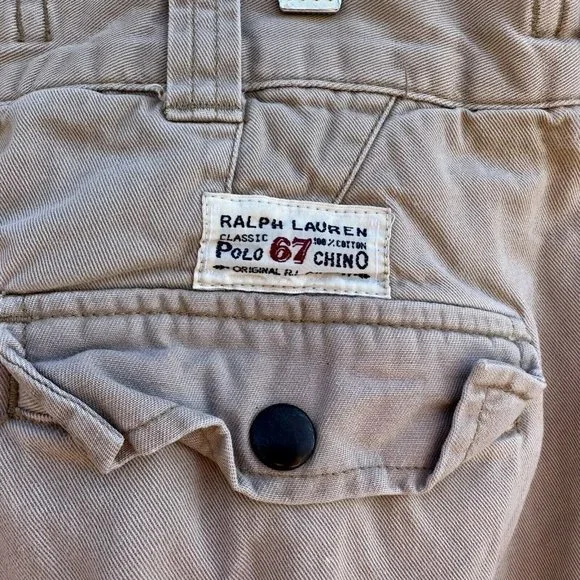 RALPH LAUREN
CLASSIC 100% COTTON
POLO 67 CHINO
ORIGINAL R.L.